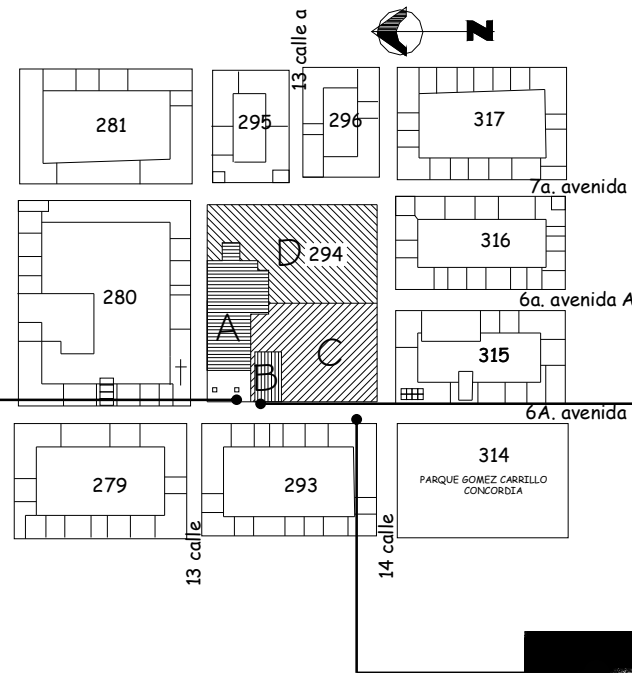 N
13 calle a
281
295
296
317
7a. avenida
316
D 294
6a. avenida A
280
A
C
315
B
6A. avenida
314
PARQUE GOMEZ CARRILLO
CONCORDIA
279
293
13 calle
14 calle